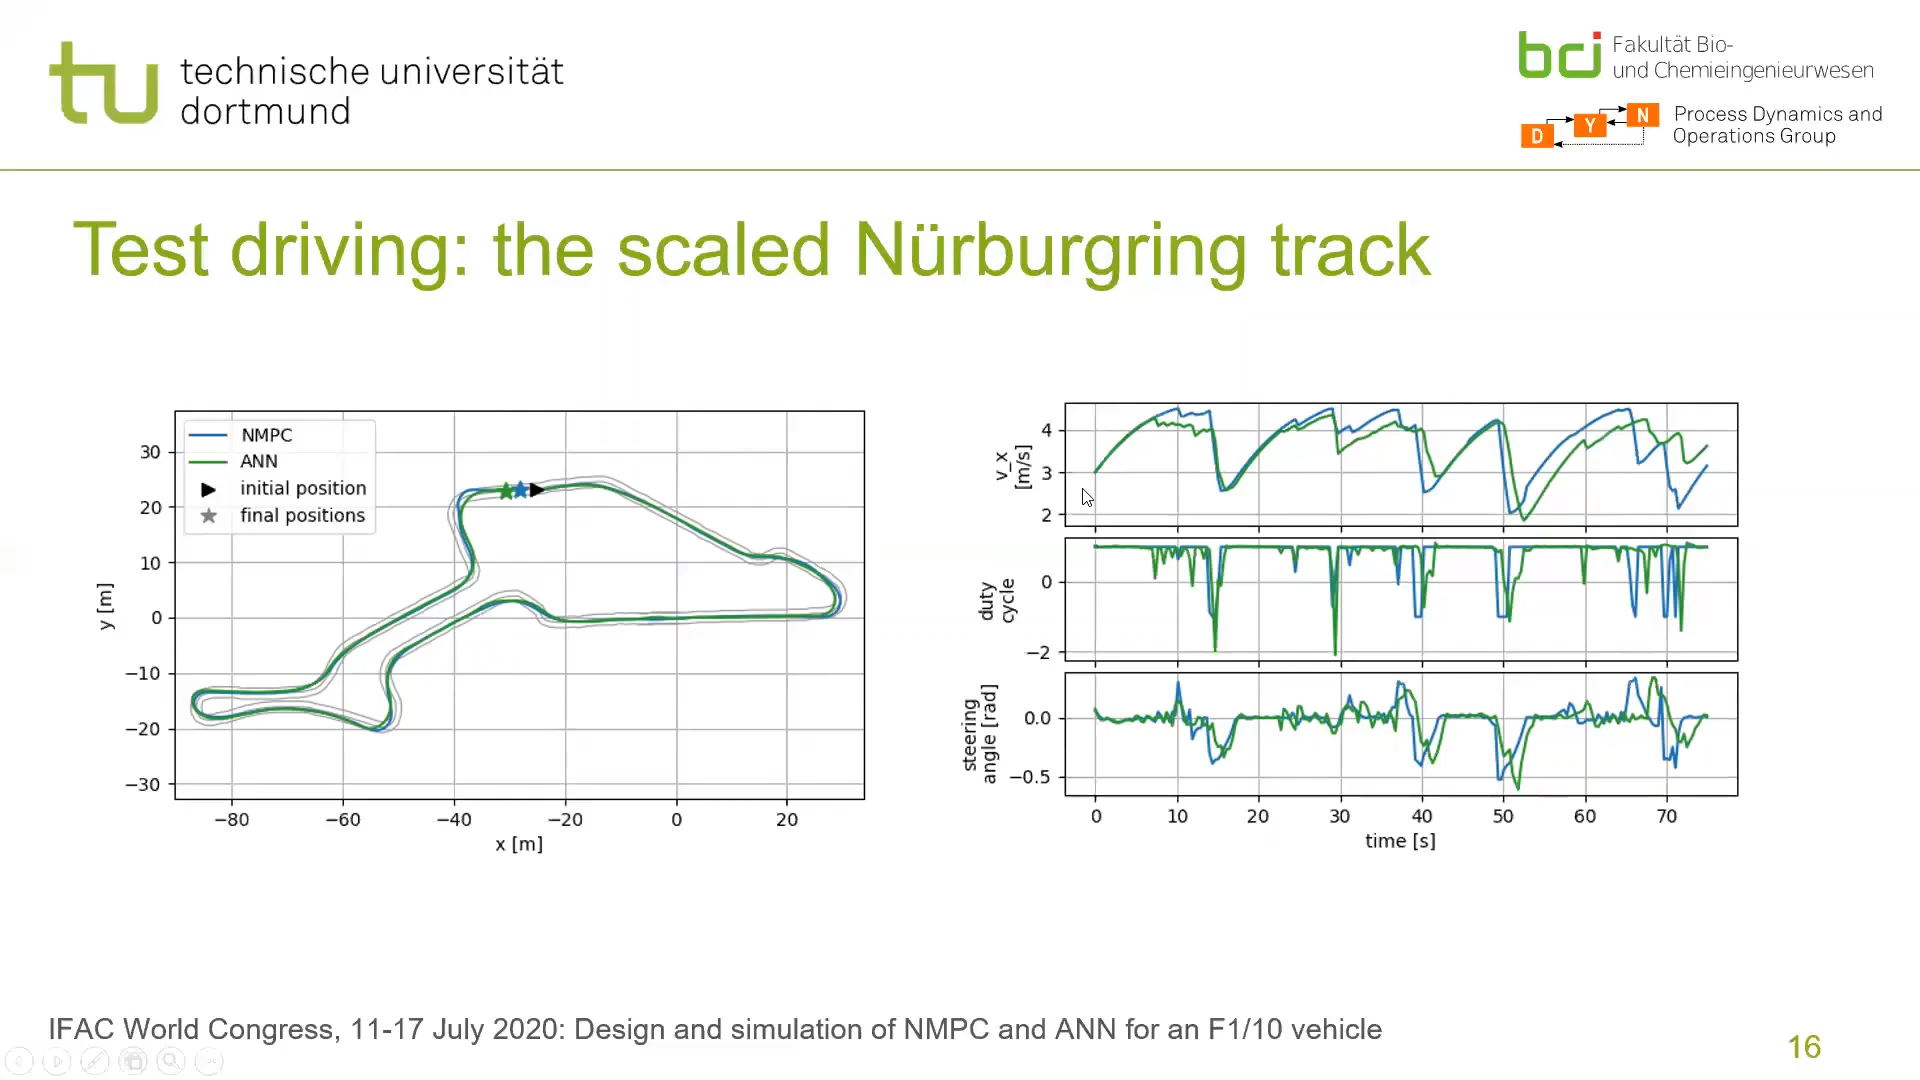 technische universität
dortmund
bci Fakultät Bio-
und Chemieingenieurwesen
D Y N Process Dynamics and
Operations Group
Test driving: the scaled Nürburgring track
NMPC
ANN
initial position
final positions
30
20
10
0
−10
−20
−30
y [m]
−80 −60 −40 −20 0 20
x [m]
v_x
[m/s]
4
3
2
duty
cycle
0
−2
steering
angle [rad]
0.0
−0.5
0 10 20 30 40 50 60 70
time [s]
IFAC World Congress, 11-17 July 2020: Design and simulation of NMPC and ANN for an F1/10 vehicle
16